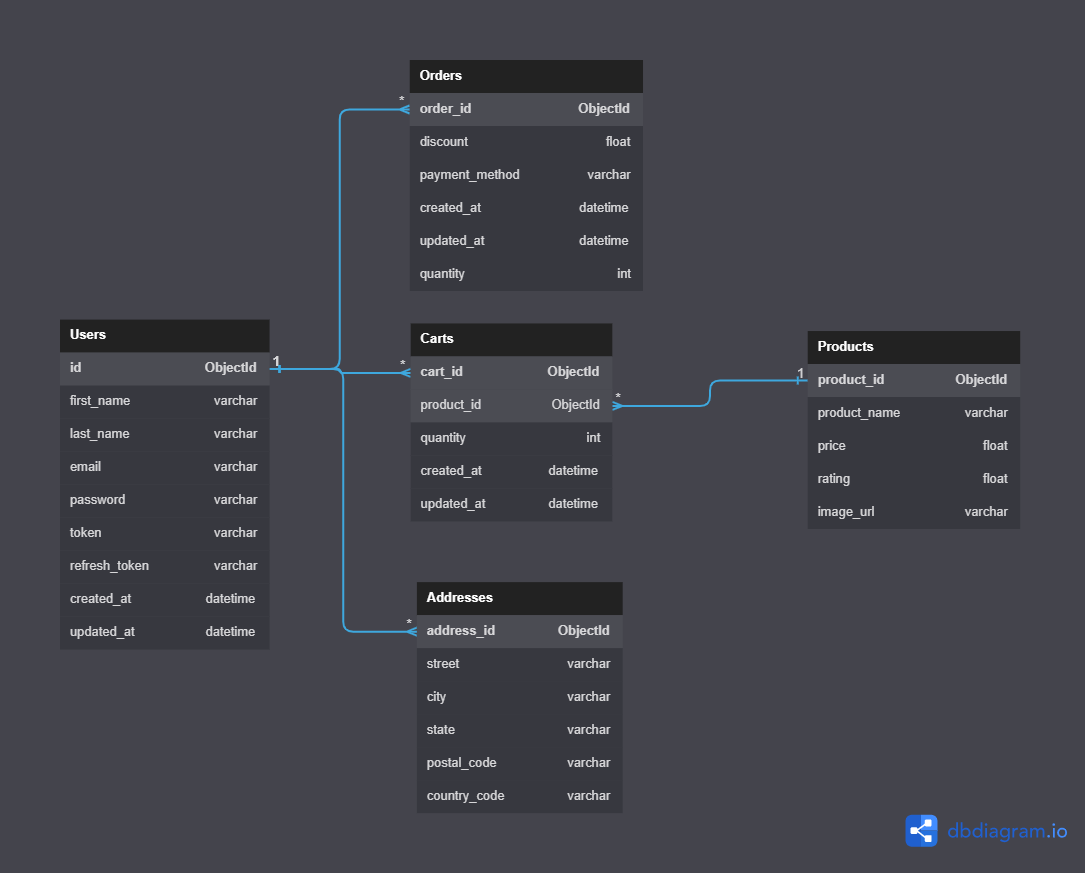 Orders
* order_id ObjectId
discount float
payment_method varchar
created_at datetime
updated_at datetime
quantity int
Users
id ObjectId 1
first_name varchar
last_name varchar
email varchar
password varchar
token varchar
refresh_token varchar
created_at datetime
updated_at datetime
Carts
* cart_id ObjectId
product_id ObjectId *
quantity int
created_at datetime
updated_at datetime
Products
1 product_id ObjectId
product_name varchar
price float
rating float
image_url varchar
Addresses
* address_id ObjectId
street varchar
city varchar
state varchar
postal_code varchar
country_code varchar
dbdiagram.io